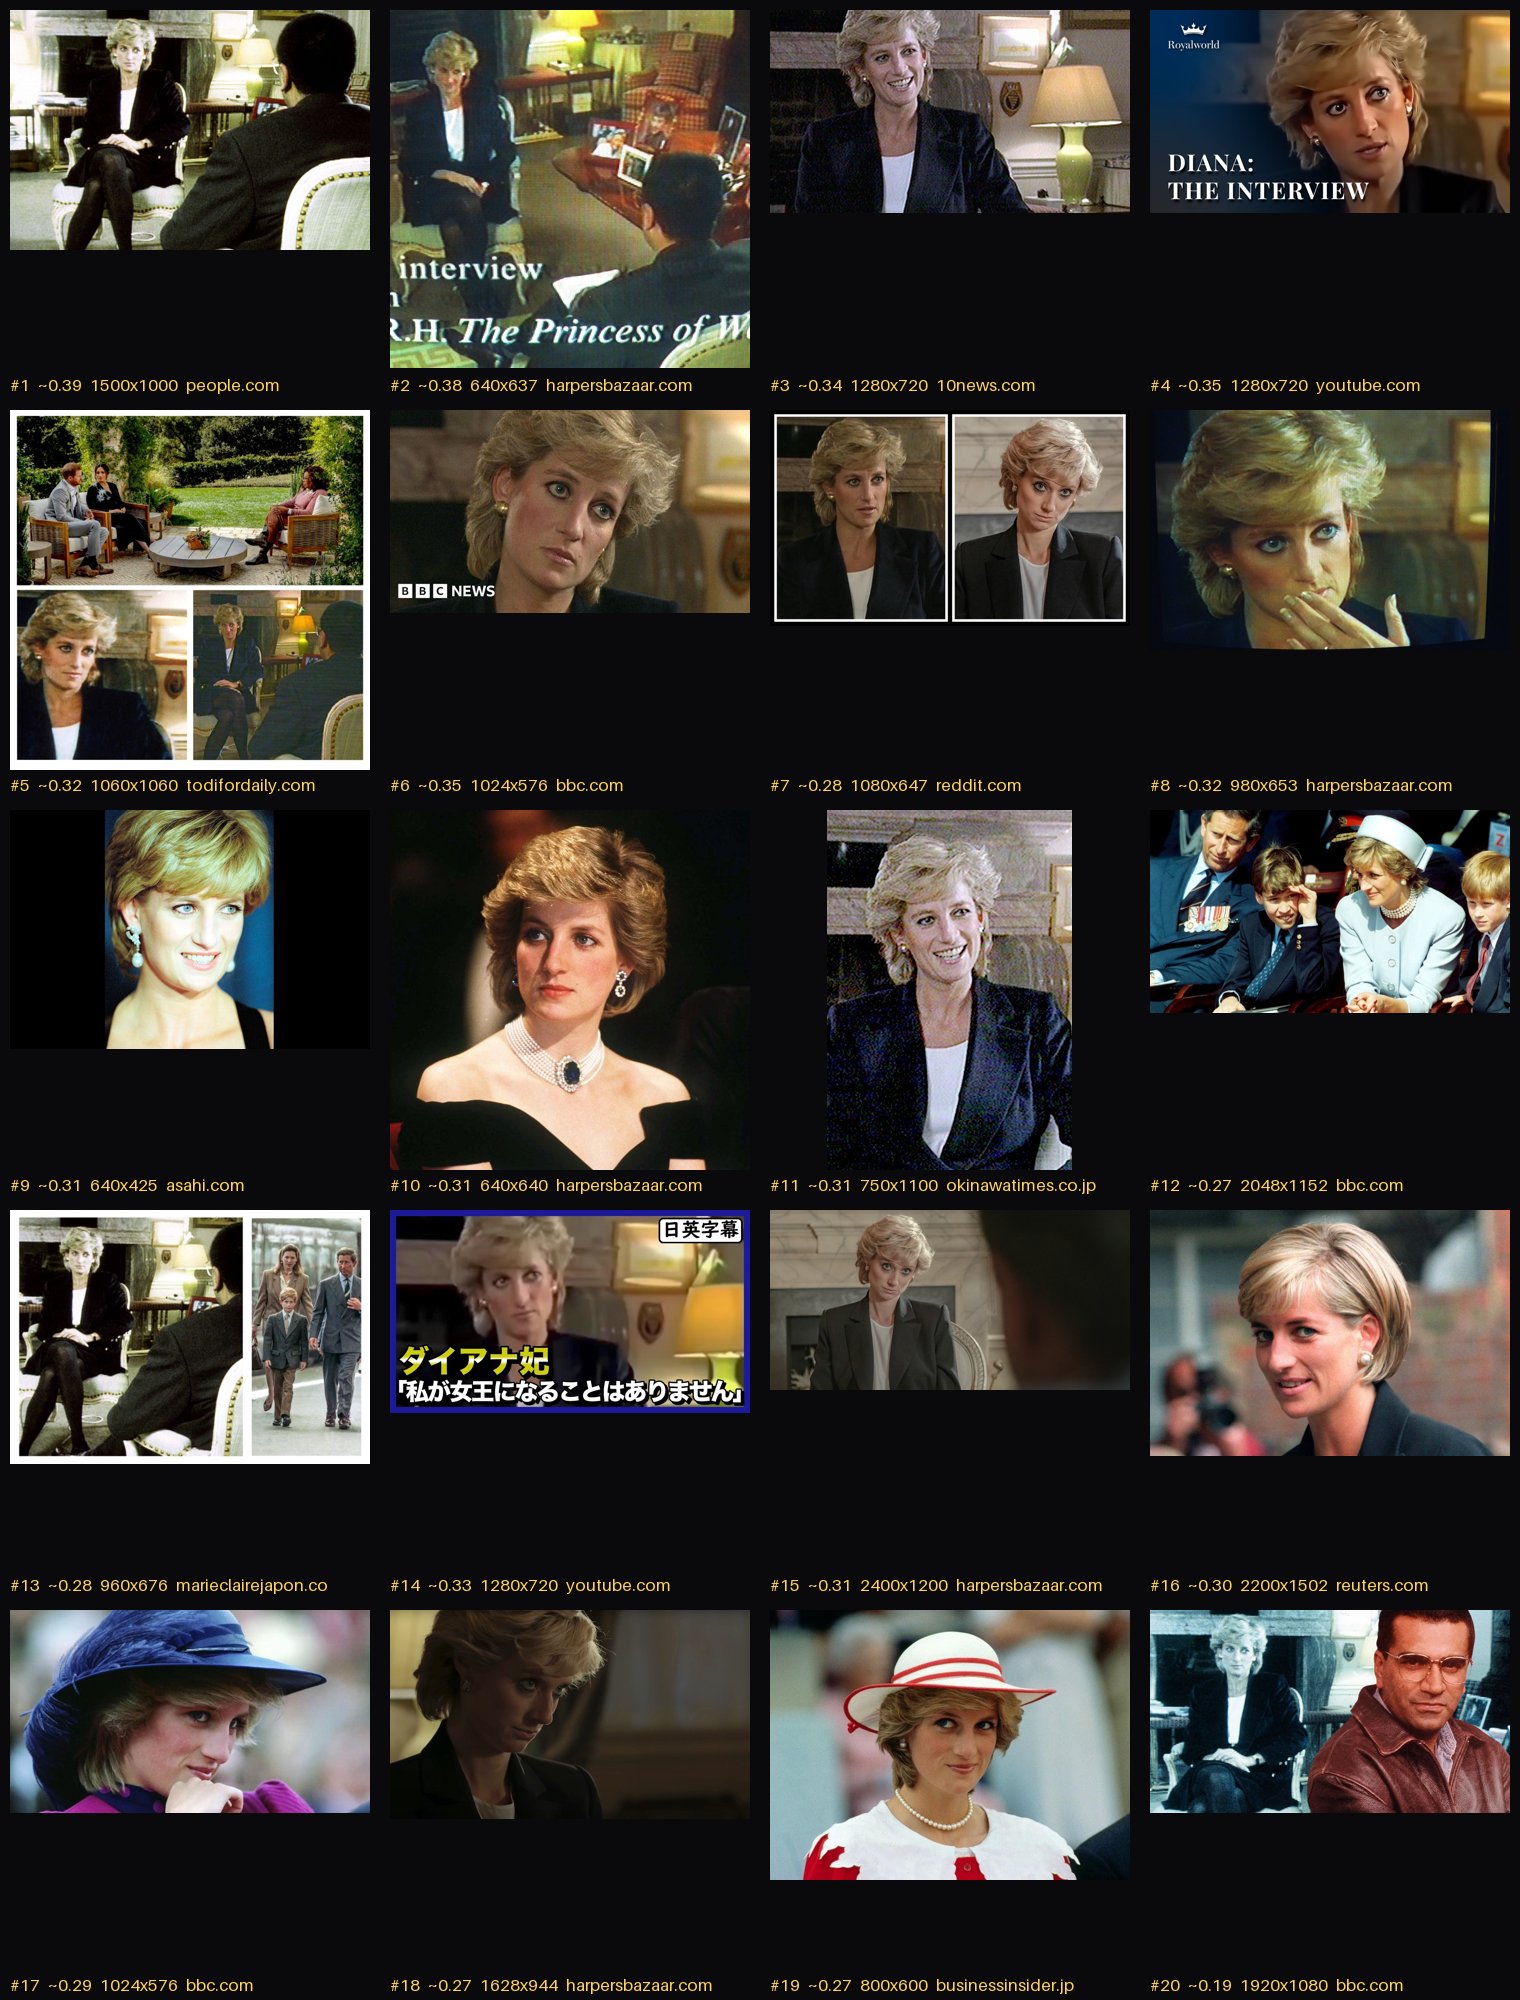 Royalworld
DIANA:
THE INTERVIEW
interview
R.H. The Princess of
#1 ~0.39 1500x1000 people.com
#2 ~0.38 640x637 harpersbazaar.com
#3 ~0.34 1280x720 10news.com
#4 ~0.35 1280x720 youtube.com
BBC NEWS
#5 ~0.32 1060x1060 todifordaily.com
#6 ~0.35 1024x576 bbc.com
#7 ~0.28 1080x647 reddit.com
#8 ~0.32 980x653 harpersbazaar.com
Z
#9 ~0.31 640x425 asahi.com
#10 ~0.31 640x640 harpersbazaar.com
#11 ~0.31 750x1100 okinawatimes.co.jp
#12 ~0.27 2048x1152 bbc.com
日英字幕
ダイアナ妃
「私が女王になることはありません」
#13 ~0.28 960x676 marieclairejapon.co
#14 ~0.33 1280x720 youtube.com
#15 ~0.31 2400x1200 harpersbazaar.com
#16 ~0.30 2200x1502 reuters.com
#17 ~0.29 1024x576 bbc.com
#18 ~0.27 1628x944 harpersbazaar.com
#19 ~0.27 800x600 businessinsider.jp
#20 ~0.19 1920x1080 bbc.com